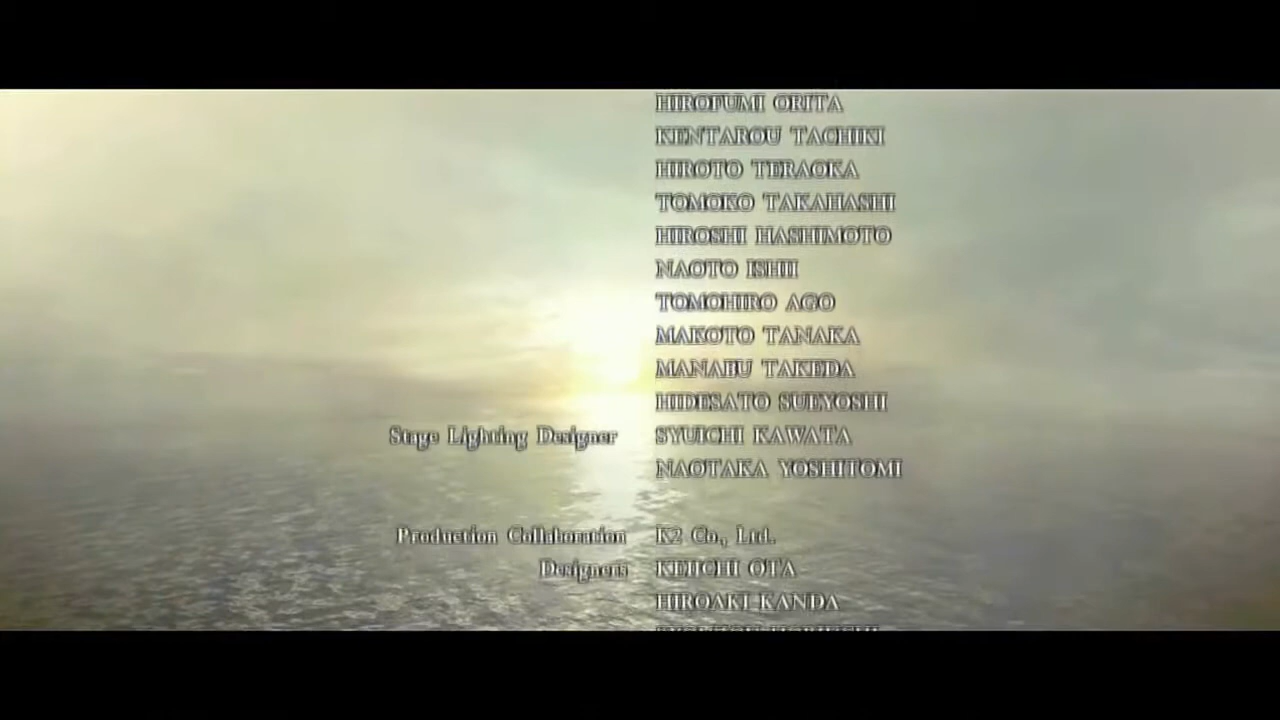 HIROFUMI ORITA
KENTAROU TACHIKI
HIROTO TERAOKA
TOMOKO TAKAHASHI
HIROSHI HASHIMOTO
NAOTO ISHII
TOMOHIRO AGO
MAKOTO TANAKA
MANABU TAKEDA
HIDESATO SUEYOSHI
Stage Lighting Designer SYUICHI KAWATA
NAOTAKA YOSHITOMI
Production Collaboration K2 Co., Ltd.
Designers KEIICHI OTA
HIROAKI KANDA